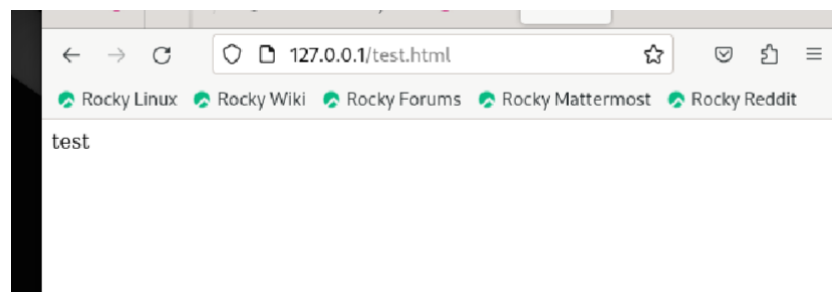 127.0.0.1/test.html
Rocky Linux Rocky Wiki Rocky Forums Rocky Mattermost Rocky Reddit
test